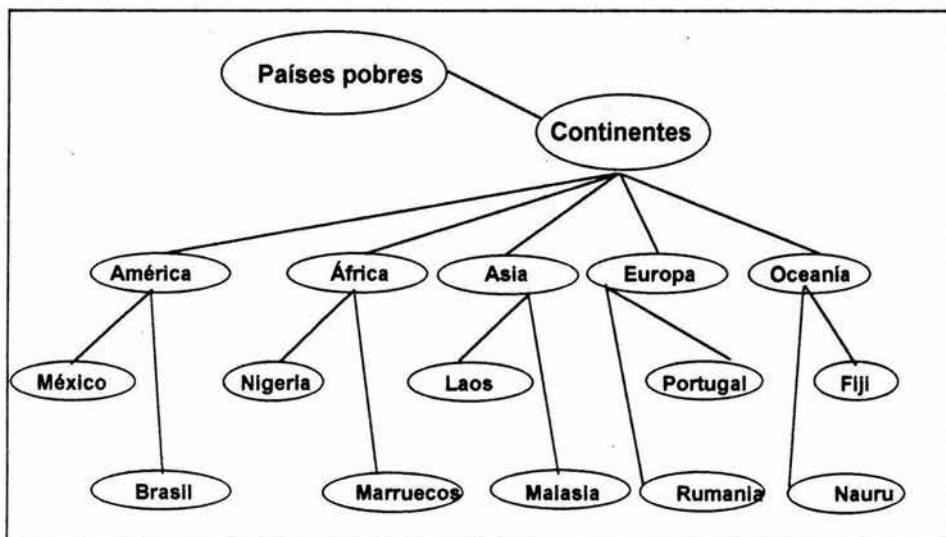 Países pobres
Continentes
América África Asia Europa Oceanía
México Nigeria Laos Portugal Fiji
Brasil Marruecos Malasia Rumania Nauru